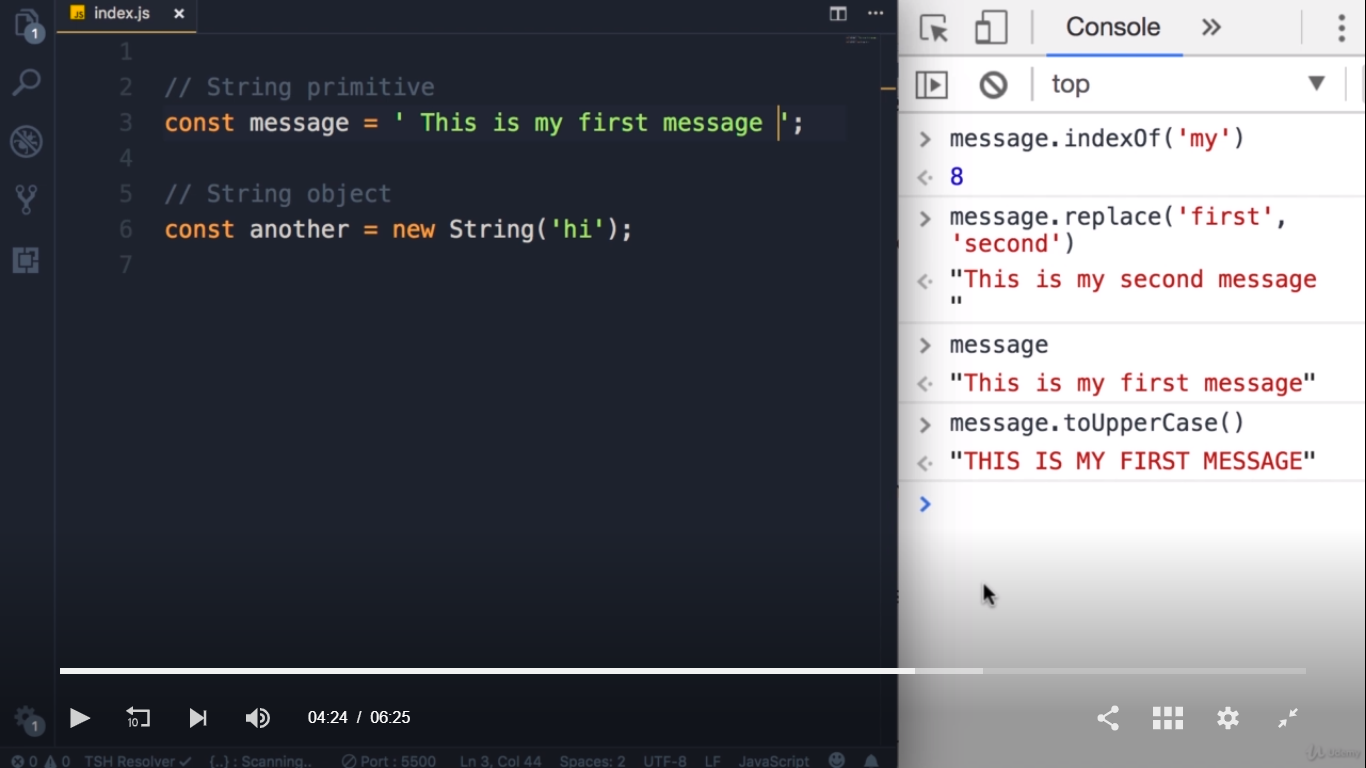 JS index.js ×
1
1
2 // String primitive
3 const message = ' This is my first message ';
4
5 // String object
6 const another = new String('hi');
7
1
Console »
top ▼
> message.indexOf('my')
<· 8
> message.replace('first',
'second')
<· "This is my second message
"
> message
<· "This is my first message"
> message.toUpperCase()
<· "THIS IS MY FIRST MESSAGE"
>
10 04:24 / 06:25
0 0 TSH Resolver ✓ {..} : Scanning.. Port : 5500 Ln 3, Col 44 Spaces: 2 UTF-8 LF JavaScript
Udemy